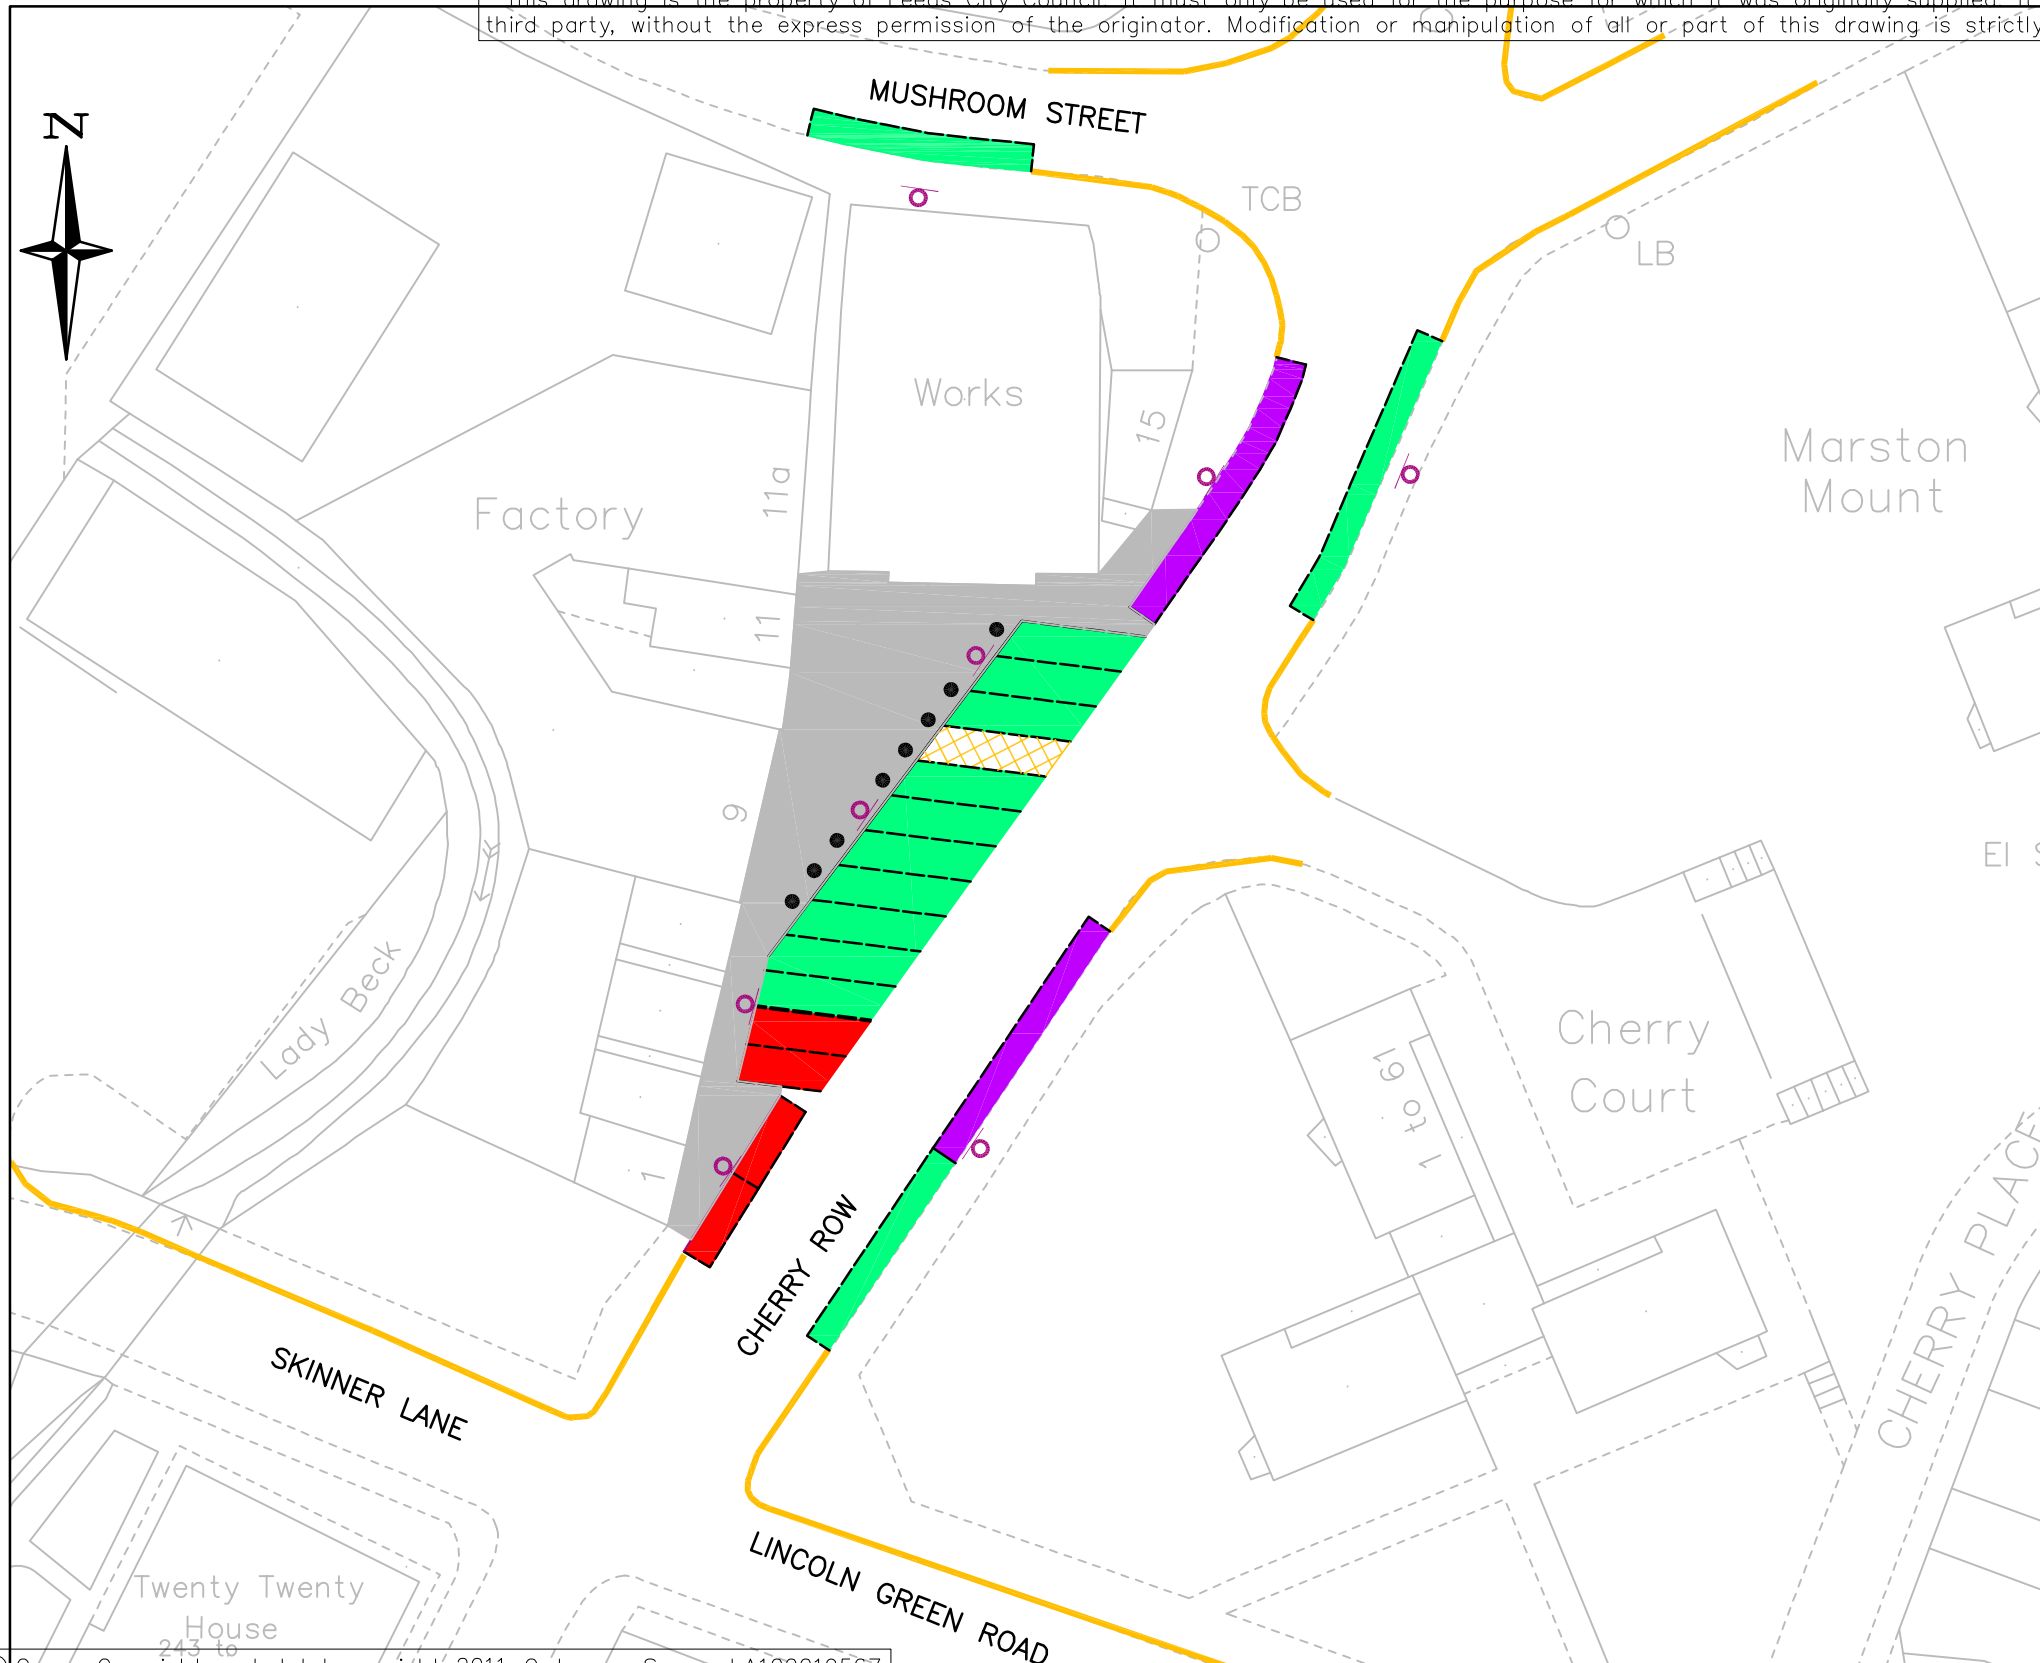 third party, without the express permission of the originator. Modification or manipulation of all or part of this drawing is strictly
N
MUSHROOM STREET
TCB
LB
Works
15
Marston
Mount
11a
Factory
11
9
El S
Lady Beck
Cherry
Court
1 to 19
1
CHERRY PLACE
CHERRY ROW
SKINNER LANE
LINCOLN GREEN ROAD
Twenty Twenty
House
243 to